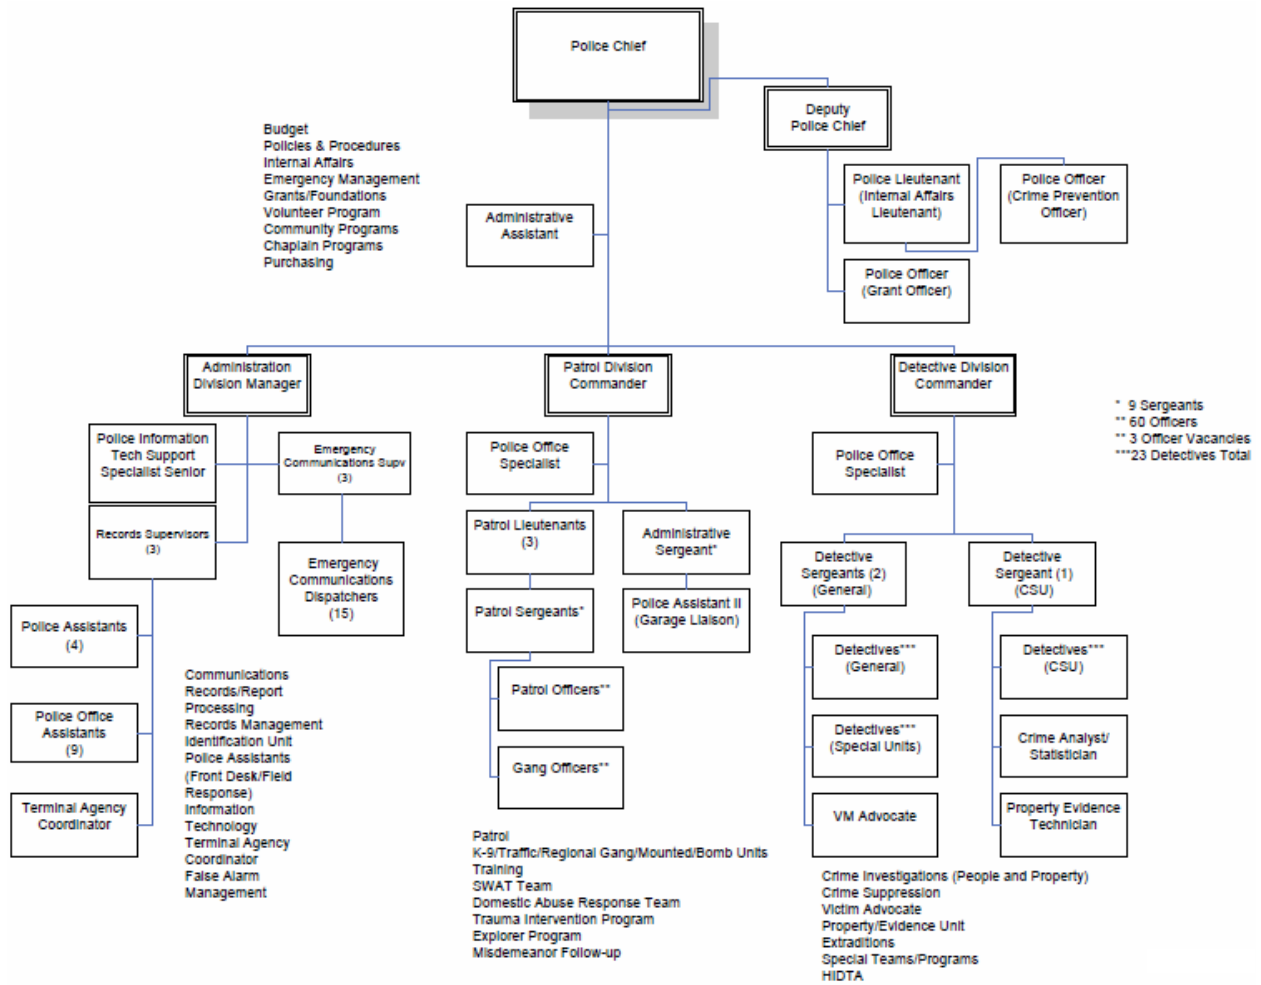 Police Chief
Deputy
Police Chief
Budget
Policies & Procedures
Internal Affairs
Emergency Management
Grants/Foundations
Volunteer Program
Community Programs
Chaplain Programs
Purchasing
Police Lieutenant
(Internal Affairs
Lieutenant)
Police Officer
(Crime Prevention
Officer)
Administrative
Assistant
Police Officer
(Grant Officer)
Administration
Division Manager
Patrol Division
Commander
Detective Division
Commander
* 9 Sergeants
** 60 Officers
** 3 Officer Vacancies
***23 Detectives Total
Police Information
Tech Support
Specialist Senior
Emergency
Communications Supv
(3)
Police Office
Specialist
Police Office
Specialist
Records Supervisors
(3)
Patrol Lieutenants
(3)
Administrative
Sergeant*
Emergency
Communications
Dispatchers
(15)
Detective
Sergeants (2)
(General)
Detective
Sergeant (1)
(CSU)
Patrol Sergeants*
Police Assistant II
(Garage Liaison)
Police Assistants
(4)
Detectives***
(General)
Detectives***
(CSU)
Patrol Officers**
Police Office
Assistants
(9)
Detectives***
(Special Units)
Crime Analyst/
Statistician
Gang Officers**
Terminal Agency
Coordinator
VM Advocate
Property Evidence
Technician
Communications
Records/Report
Processing
Records Management
Identification Unit
Police Assistants
(Front Desk/Field
Response)
Information
Technology
Terminal Agency
Coordinator
False Alarm
Management
Patrol
K-9/Traffic/Regional Gang/Mounted/Bomb Units
Training
SWAT Team
Domestic Abuse Response Team
Trauma Intervention Program
Explorer Program
Misdemeanor Follow-up
Crime Investigations (People and Property)
Crime Suppression
Victim Advocate
Property/Evidence Unit
Extraditions
Special Teams/Programs
HIDTA